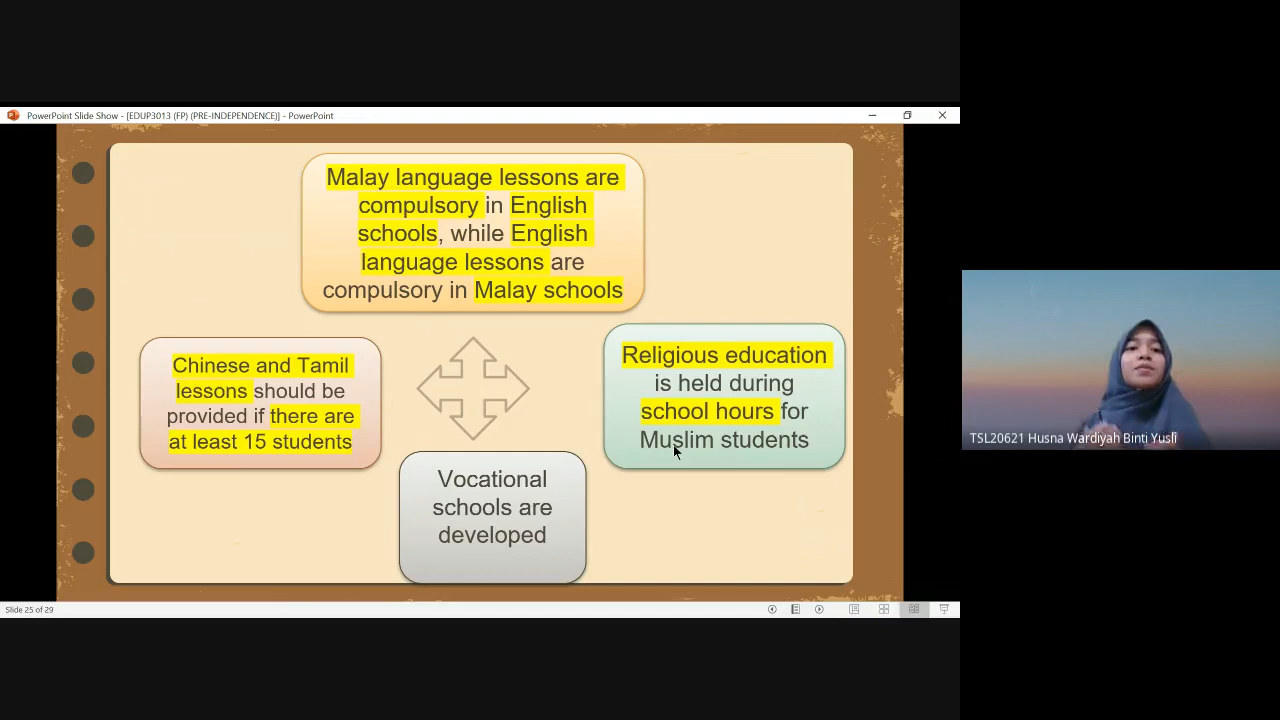 PowerPoint Slide Show - [EDUP3013 (FP) (PRE-INDEPENDENCE)] - PowerPoint
Malay language lessons are
compulsory in English
schools, while English
language lessons are
compulsory in Malay schools
Chinese and Tamil
lessons should be
provided if there are
at least 15 students
Religious education
is held during
school hours for
Muslim students
Vocational
schools are
developed
TSL20621 Husna Wardiyah Binti Yusli
Slide 25 of 29